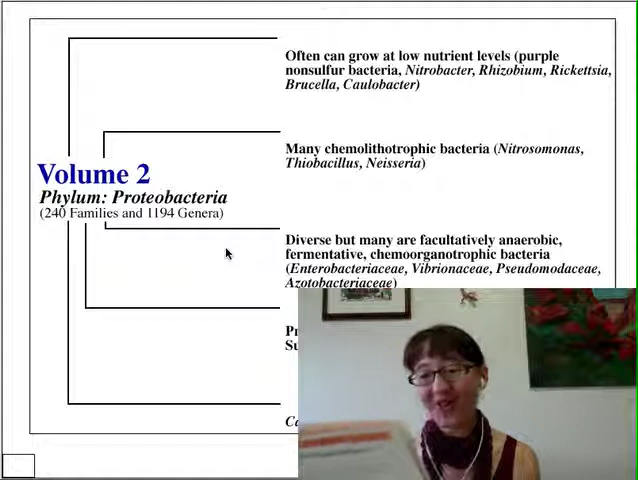 Often can grow at low nutrient levels (purple
nonsulfur bacteria, Nitrobacter, Rhizobium, Rickettsia,
Brucella, Caulobacter)
Many chemolithotrophic bacteria (Nitrosomonas,
Thiobacillus, Neisseria)
Volume 2
Phylum: Proteobacteria
(240 Families and 1194 Genera)
Diverse but many are facultatively anaerobic,
fermentative, chemoorganotrophic bacteria
(Enterobacteriaceae, Vibrionaceae, Pseudomodaceae,
Azotobacteriaceae)